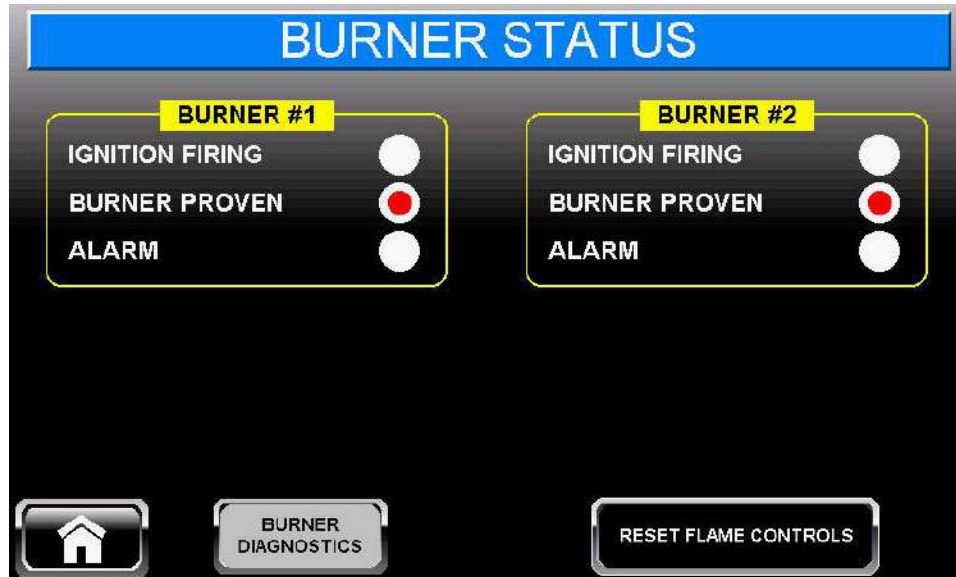 BURNER STATUS
BURNER #1
IGNITION FIRING
BURNER PROVEN
ALARM
BURNER #2
IGNITION FIRING
BURNER PROVEN
ALARM
BURNER
DIAGNOSTICS
RESET FLAME CONTROLS